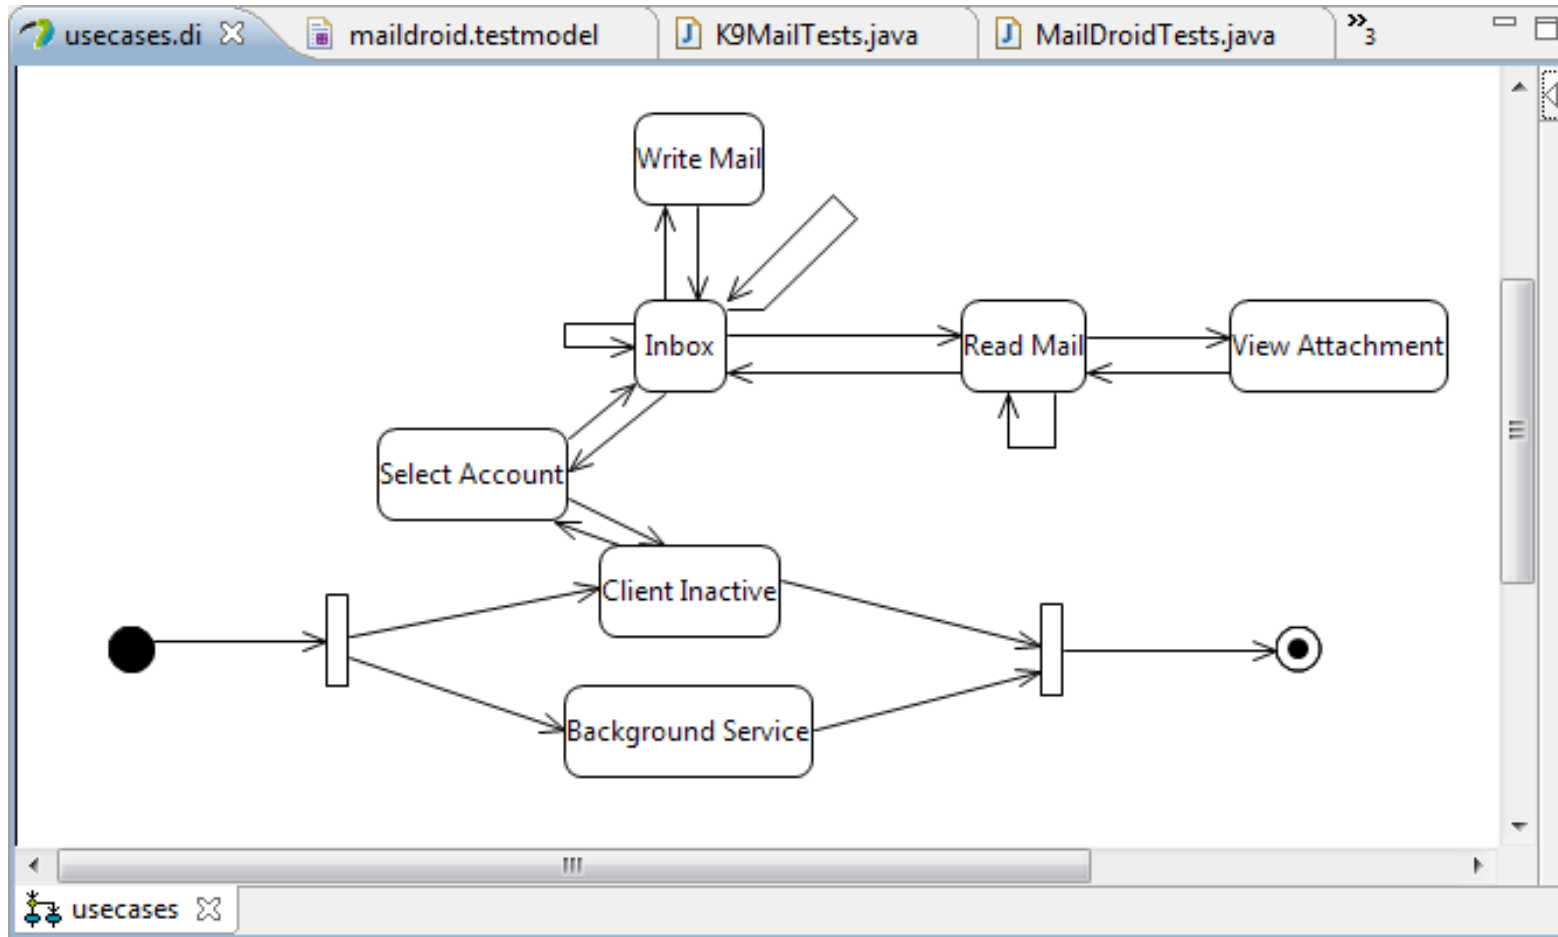 usecases.di
maildroid.testmodel
K9MailTests.java
MailDroidTests.java
»3
Write Mail
Inbox
Read Mail
View Attachment
Select Account
Client Inactive
Background Service
usecases